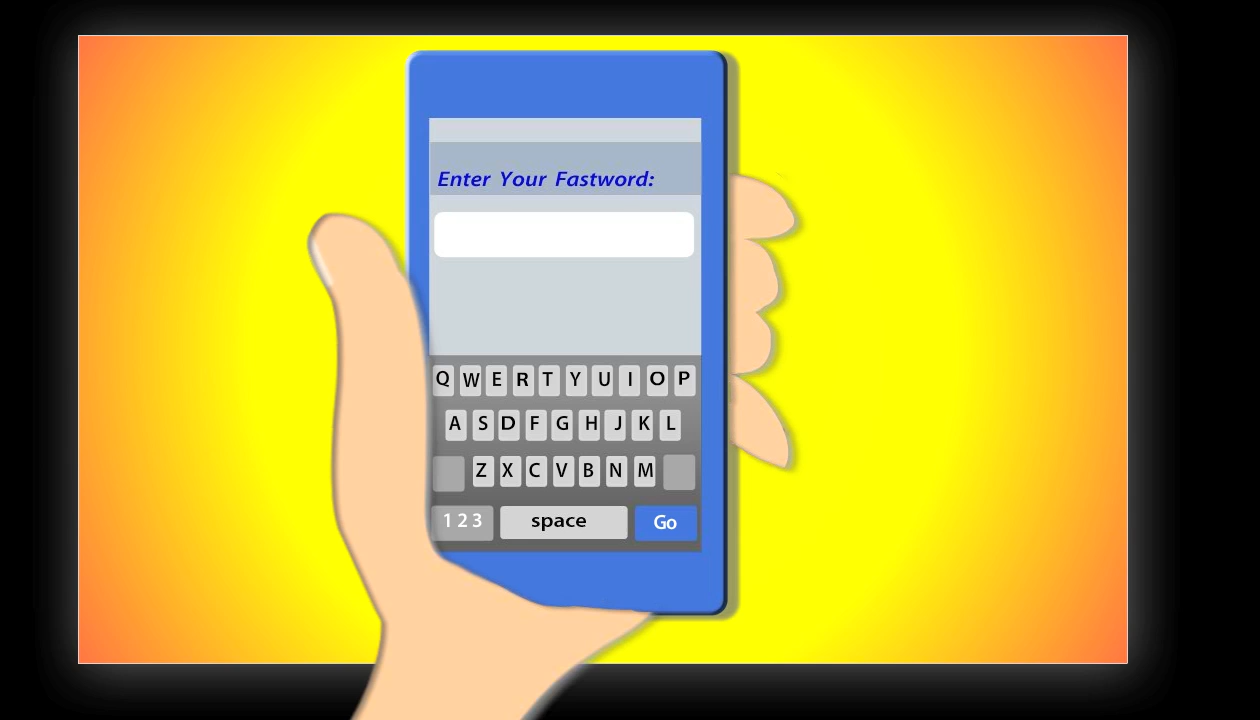 Enter Your Fastword:
Q W E R T Y U I O P
A S D F G H J K L
Z X C V B N M
1 2 3 space Go